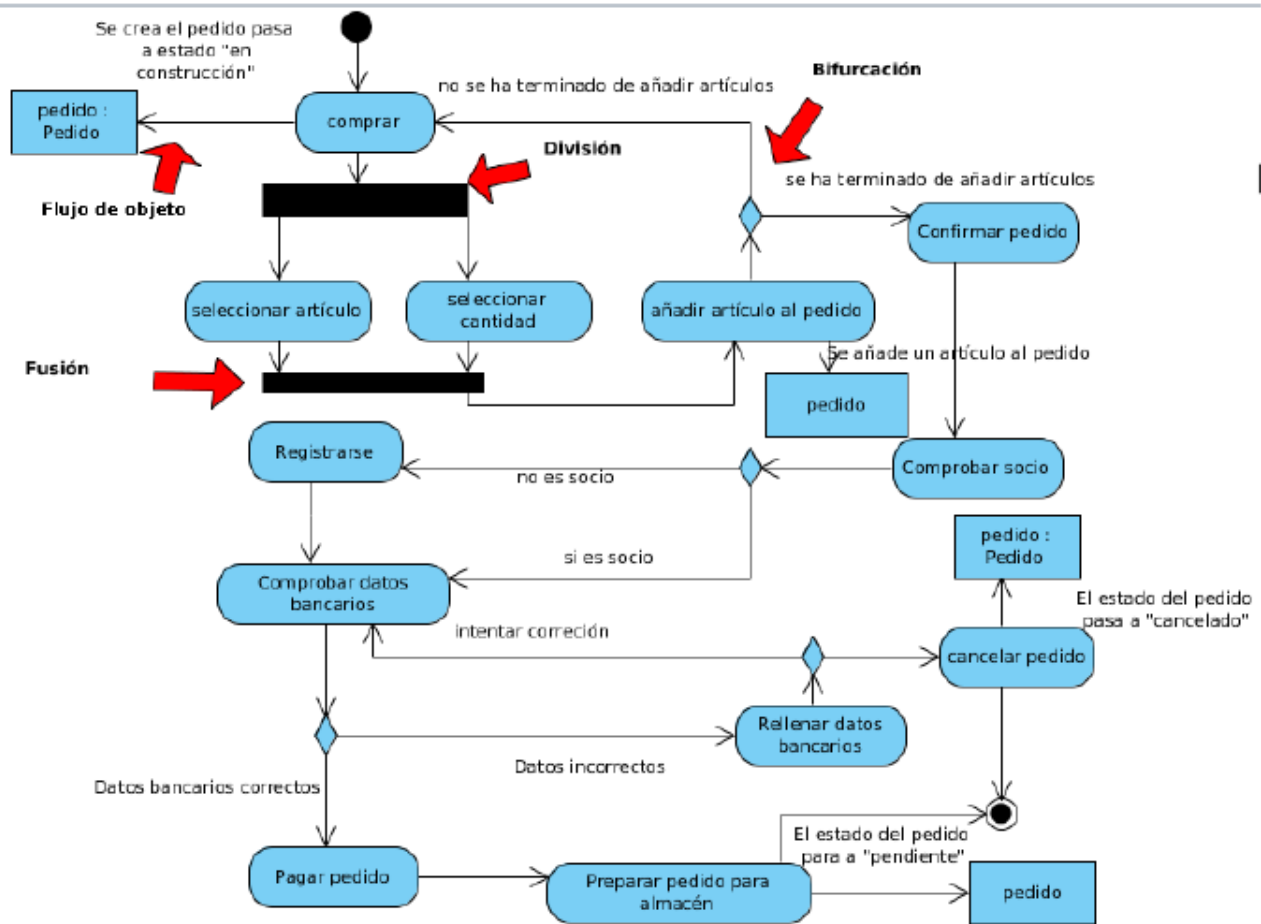 Se crea el pedido pasa
a estado "en
construcción"
Bifurcación
no se ha terminado de añadir artículos
pedido :
Pedido
comprar
División
se ha terminado de añadir artículos
Flujo de objeto
Confirmar pedido
seleccionar artículo
seleccionar
cantidad
añadir artículo al pedido
Se añade un artículo al pedido
Fusión
pedido
Registrarse
no es socio
Comprobar socio
pedido :
Pedido
si es socio
Comprobar datos
bancarios
El estado del pedido
pasa a "cancelado"
intentar correción
cancelar pedido
Rellenar datos
bancarios
Datos incorrectos
Datos bancarios correctos
El estado del pedido
para a "pendiente"
Pagar pedido
Preparar pedido para
almacén
pedido